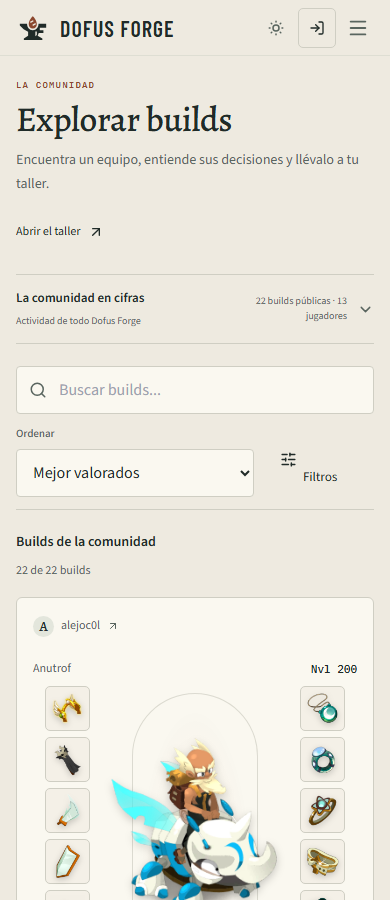 DOFUS FORGE
LA COMUNIDAD
Explorar builds
Encuentra un equipo, entiende sus decisiones y llévalo a tu
taller.
Abrir el taller
La comunidad en cifras
22 builds públicas · 13
jugadores
Actividad de todo Dofus Forge
Buscar builds...
Ordenar
Mejor valorados
Filtros
Builds de la comunidad
22 de 22 builds
A alejoc0l
Anutrof
Nvl 200